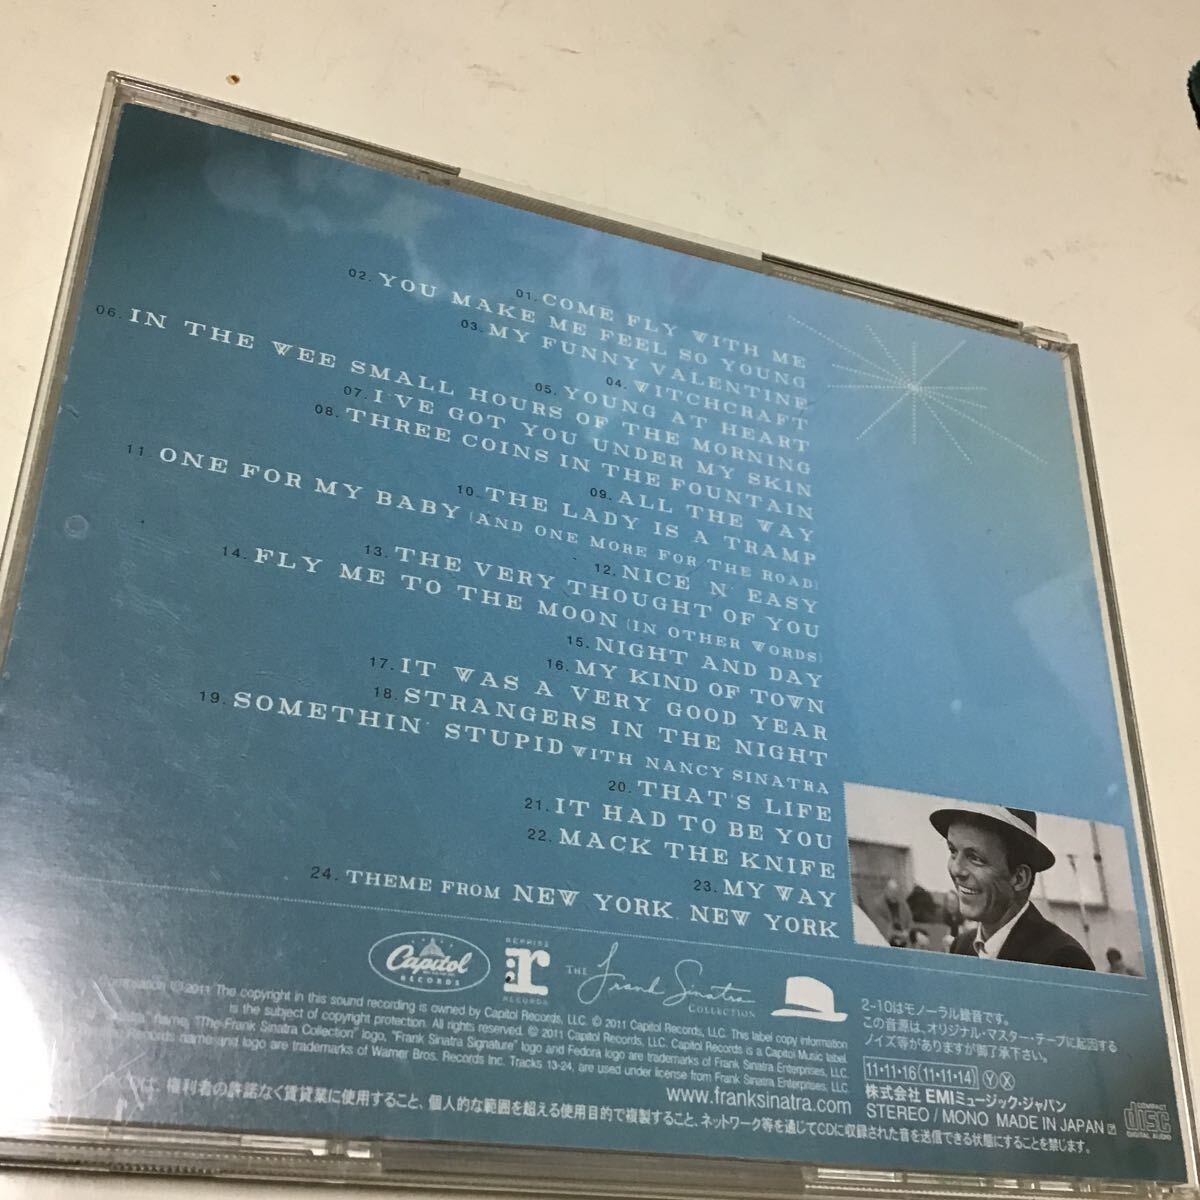 01. COME FLY WITH ME
02. YOU MAKE ME FEEL SO YOUNG
03. MY FUNNY VALENTINE
04. WITCHCRAFT
05. YOUNG AT HEART
06. IN THE WEE SMALL HOURS OF THE MORNING
07. I'VE GOT YOU UNDER MY SKIN
08. THREE COINS IN THE FOUNTAIN
09. ALL THE WAY
10. THE LADY IS A TRAMP
11. ONE FOR MY BABY (AND ONE MORE FOR THE ROAD)
12. NICE 'N' EASY
13. THE VERY THOUGHT OF YOU
14. FLY ME TO THE MOON (IN OTHER WORDS)
15. NIGHT AND DAY
16. MY KIND OF TOWN
17. IT WAS A VERY GOOD YEAR
18. STRANGERS IN THE NIGHT
19. SOMETHIN' STUPID WITH NANCY SINATRA
20. THAT'S LIFE
21. IT HAD TO BE YOU
22. MACK THE KNIFE
23. MY WAY
24. THEME FROM NEW YORK, NEW YORK
Capitol RECORDS
REPRISE :r RECORDS
THE Frank Sinatra COLLECTION
℗ 2011 The copyright in this sound recording is owned by Capitol Records, LLC. © 2011 Capitol Records, LLC. This label copy information
is the subject of copyright protection. All rights reserved. © 2011 Capitol Records, LLC. Capitol Records is a Capitol Music label.
name, "The Frank Sinatra Collection" logo, "Frank Sinatra Signature" logo and Fedora logo are trademarks of Frank Sinatra Enterprises, LLC.
Records name and logo are trademarks of Warner Bros. Records Inc. Tracks 13-24, are used under license from Frank Sinatra Enterprises, LLC.
www.franksinatra.com
は、権利者の許諾なく賃貸業に使用すること、個人的な範囲を超える使用目的で複製すること、ネットワーク等を通じてCDに収録された音を送信できる状態にすることを禁じます。
2-10はモノーラル録音です。
この音源は、オリジナル・マスター・テープに起因する
ノイズ等がありますが御了承下さい。
11・11・16 (11・11・14) Ⓨ Ⓧ
株式会社 EMIミュージック・ジャパン
STEREO / MONO MADE IN JAPAN
COMPACT disc DIGITAL AUDIO